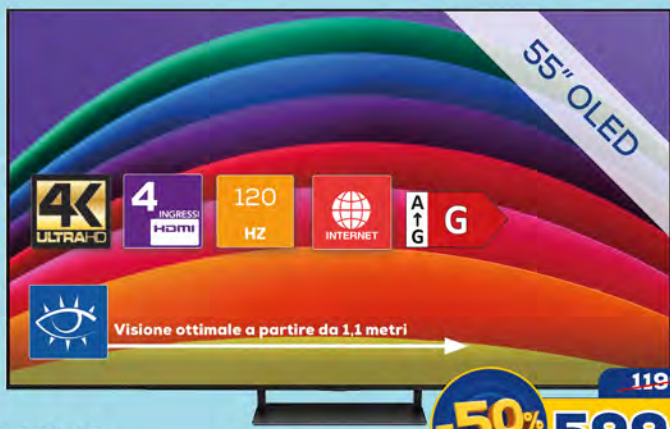 55" OLED
4K
ULTRAHD
4
INGRESSI
HDMI
120
HZ
INTERNET
A
↑
G
G
Visione ottimale a partire da 1,1 metri
119
-50%